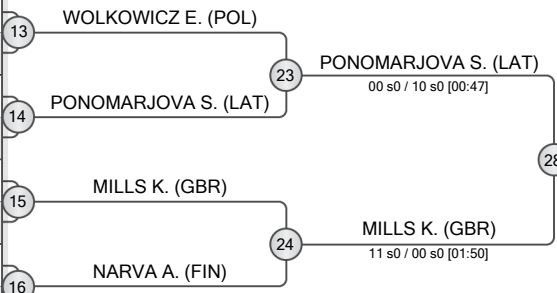 WOLKOWICZ E. (POL)
13
23
PONOMARJOVA S. (LAT)
00 s0 / 10 s0 [00:47]
PONOMARJOVA S. (LAT)
14
28
MILLS K. (GBR)
15
MILLS K. (GBR)
24
11 s0 / 00 s0 [01:50]
NARVA A. (FIN)
16